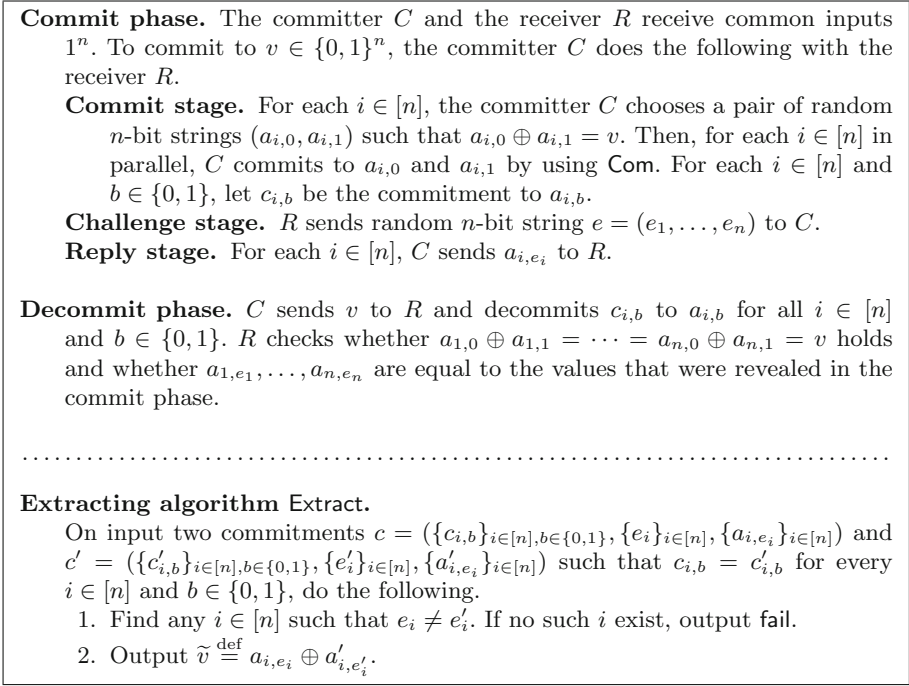 Commit phase. The committer C and the receiver R receive common inputs
1^n. To commit to v ∈ {0, 1}^n, the committer C does the following with the
receiver R.
Commit stage. For each i ∈ [n], the committer C chooses a pair of random
n-bit strings (a_{i,0}, a_{i,1}) such that a_{i,0} ⊕ a_{i,1} = v. Then, for each i ∈ [n] in
parallel, C commits to a_{i,0} and a_{i,1} by using Com. For each i ∈ [n] and
b ∈ {0, 1}, let c_{i,b} be the commitment to a_{i,b}.
Challenge stage. R sends random n-bit string e = (e_1, . . . , e_n) to C.
Reply stage. For each i ∈ [n], C sends a_{i,e_i} to R.
Decommit phase. C sends v to R and decommits c_{i,b} to a_{i,b} for all i ∈ [n]
and b ∈ {0, 1}. R checks whether a_{1,0} ⊕ a_{1,1} = · · · = a_{n,0} ⊕ a_{n,1} = v holds
and whether a_{1,e_1}, . . . , a_{n,e_n} are equal to the values that were revealed in the
commit phase.
Extracting algorithm Extract.
On input two commitments c = ({c_{i,b}}_{i∈[n],b∈{0,1}}, {e_i}_{i∈[n]}, {a_{i,e_i}}_{i∈[n]}) and
c′ = ({c′_{i,b}}_{i∈[n],b∈{0,1}}, {e′_i}_{i∈[n]}, {a′_{i,e_i}}_{i∈[n]}) such that c_{i,b} = c′_{i,b} for every
i ∈ [n] and b ∈ {0, 1}, do the following.
1. Find any i ∈ [n] such that e_i ≠ e′_i. If no such i exist, output fail.
2. Output ṽ def= a_{i,e_i} ⊕ a′_{i,e′_i}.